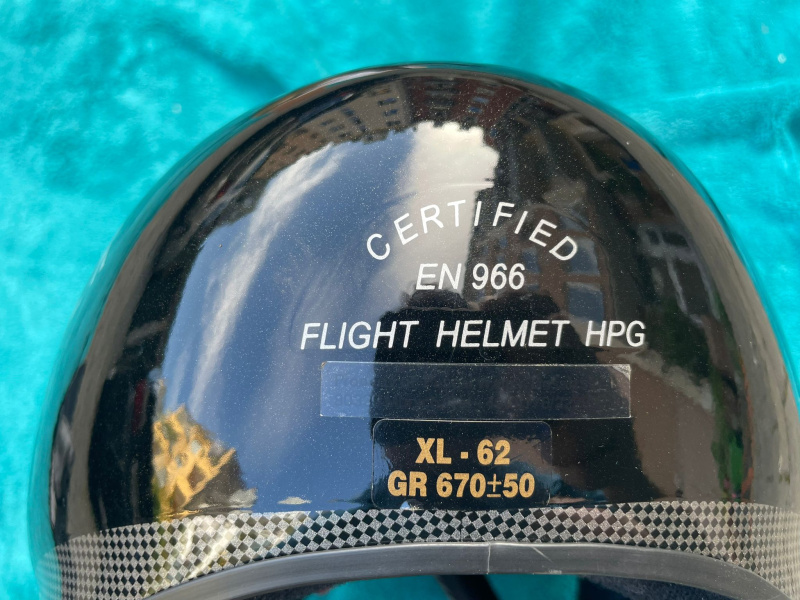 CERTIFIED
EN 966
FLIGHT HELMET HPG
XL - 62
GR 670±50